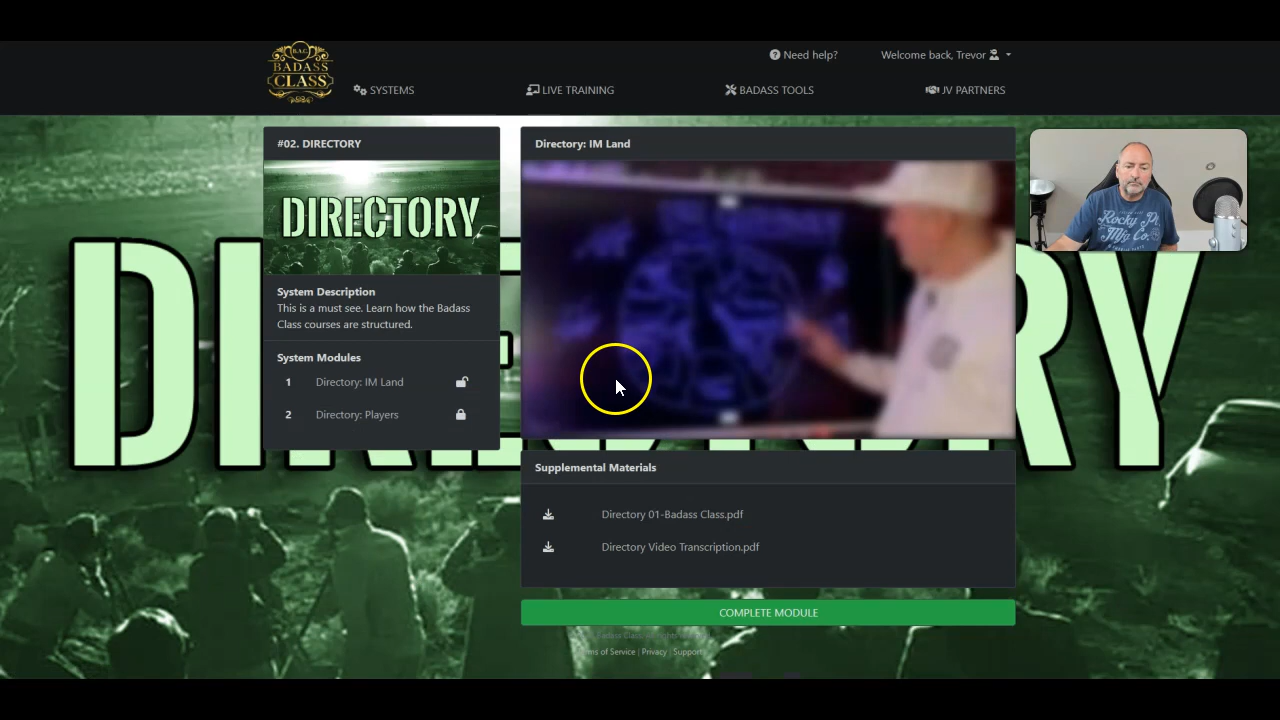 B.A.C.
BADASS
CLASS
Need help?
Welcome back, Trevor
SYSTEMS
LIVE TRAINING
BADASS TOOLS
JV PARTNERS
#02. DIRECTORY
DIRECTORY
System Description
This is a must see. Learn how the Badass
Class courses are structured.
System Modules
1 Directory: IM Land
2 Directory: Players
Directory: IM Land
Supplemental Materials
Directory 01-Badass Class.pdf
Directory Video Transcription.pdf
COMPLETE MODULE
Terms of Service | Privacy | Support
Rocky
Mfg Co.